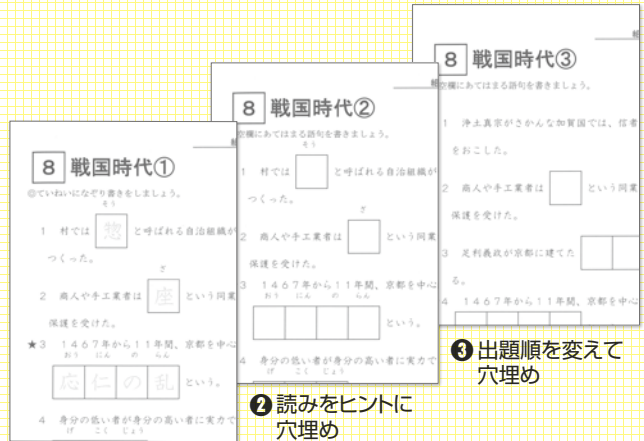 8 戦国時代①
◎ていねいになぞり書きをしましょう。
そう
1 村では 惣 と呼ばれる自治組織が
つくった。
ざ
2 商人や手工業者は 座 という同業
保護を受けた。
★3 1467年から11年間、京都を中心
おう にん の らん
応仁の乱 という。
4 身分の低い者が身分の高い者に実力で
げ こく じょう
8 戦国時代②
空欄にあてはまる語句を書きましょう。
そう
1 村では と呼ばれる自治組織が
つくった。
ざ
2 商人や手工業者は という同業
保護を受けた。
3 1467年から11年間、京都を中心
おう にん の らん
という。
4 身分の低い者が身分の高い者に実力で
げ こく じょう
❷読みをヒントに
穴埋め
組
8 戦国時代③
空欄にあてはまる語句を書きましょう。
1 浄土真宗がさかんな加賀国では、信者
をおこした。
2 商人や手工業者は という同業
保護を受けた。
3 足利義政が京都に建てた
る。
4 1467年から11年間、京都を中心
❸出題順を変えて
穴埋め